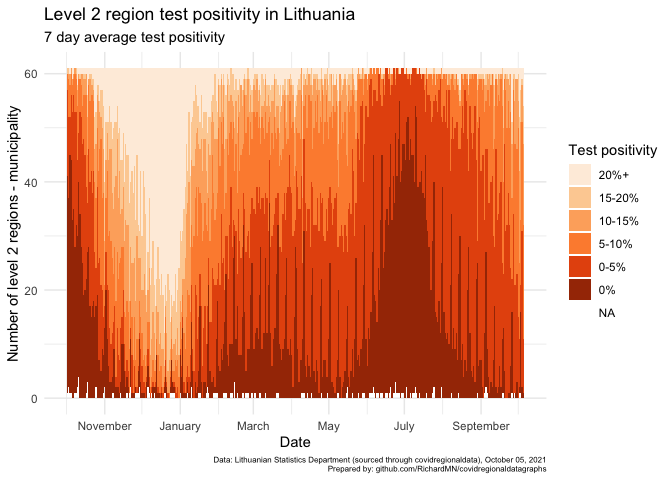 Level 2 region test positivity in Lithuania
7 day average test positivity
Number of level 2 regions - municipality
60
40
20
0
November January March May July September
Date
Test positivity
20%+
15-20%
10-15%
5-10%
0-5%
0%
NA
Data: Lithuanian Statistics Department (sourced through covidregionaldata), October 05, 2021
Prepared by: github.com/RichardMN/covidregionaldatagraphs